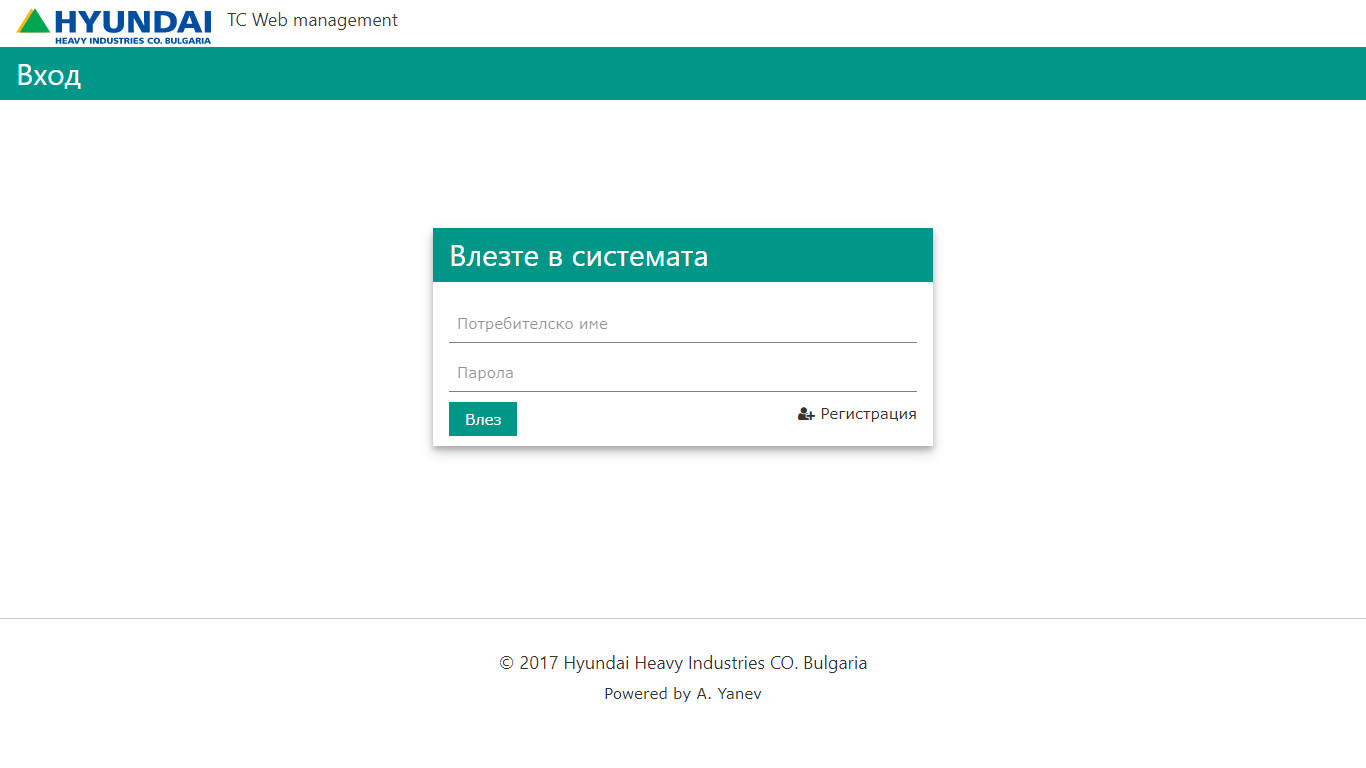 HYUNDAI
HEAVY INDUSTRIES CO. BULGARIA
TC Web management
Вход
Влезте в системата
Потребителско име
Парола
Влез
Регистрация
© 2017 Hyundai Heavy Industries CO. Bulgaria
Powered by A. Yanev